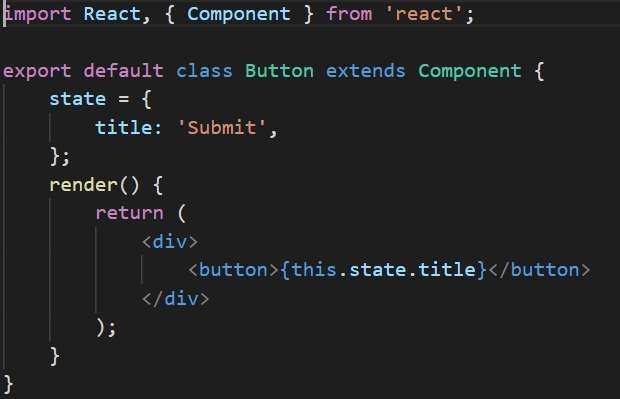 import React, { Component } from 'react';
export default class Button extends Component {
    state = {
        title: 'Submit',
    };
    render() {
        return (
            <div>
                <button>{this.state.title}</button>
            </div>
        );
    }
}